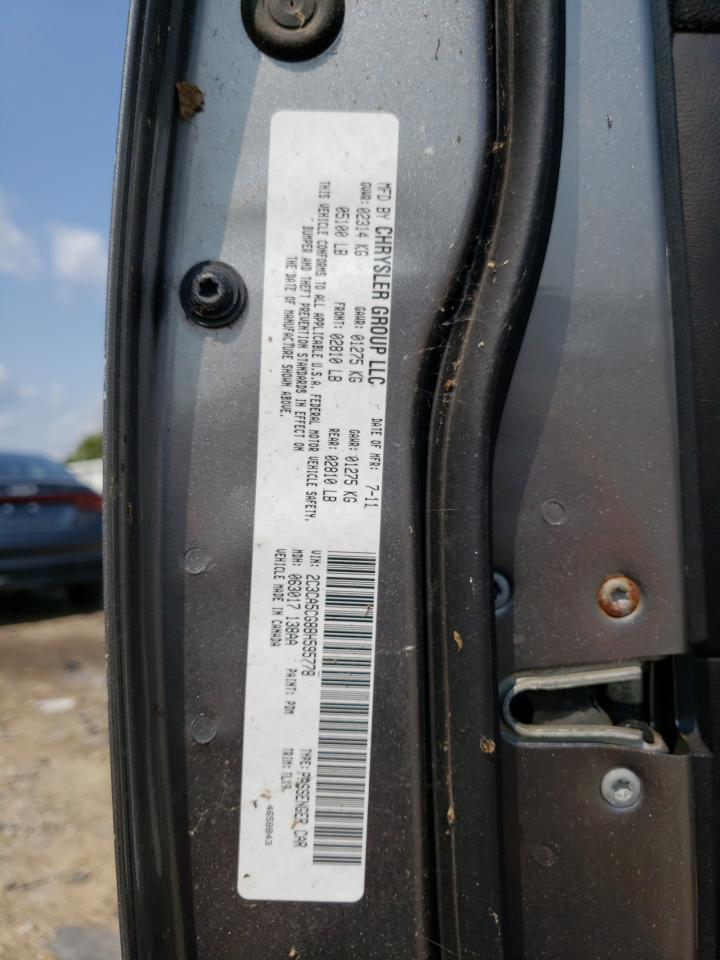 MFD BY CHRYSLER GROUP LLC DATE OF MFR: 7-11
GVWR: 02314 KG GAWR: 01275 KG GAWR: 01275 KG
05100 LB FRONT: 02810 LB REAR: 02810 LB
THIS VEHICLE CONFORMS TO ALL APPLICABLE U.S.A. FEDERAL MOTOR VEHICLE SAFETY,
BUMPER AND THEFT PREVENTION STANDARDS IN EFFECT ON
THE DATE OF MANUFACTURE SHOWN ABOVE.
VIN: 2C3CA5CG8BH595778 TYPE: PASSENGER CAR
MDH: 063017 138AA PAINT: PDM TRIM: MLX9
VEHICLE MADE IN CANADA 4658843